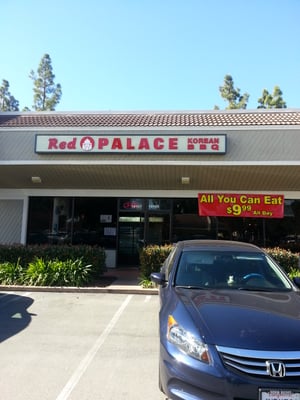 Red PALACE KOREAN
BBQ
All You Can Eat
$9.99 All Day